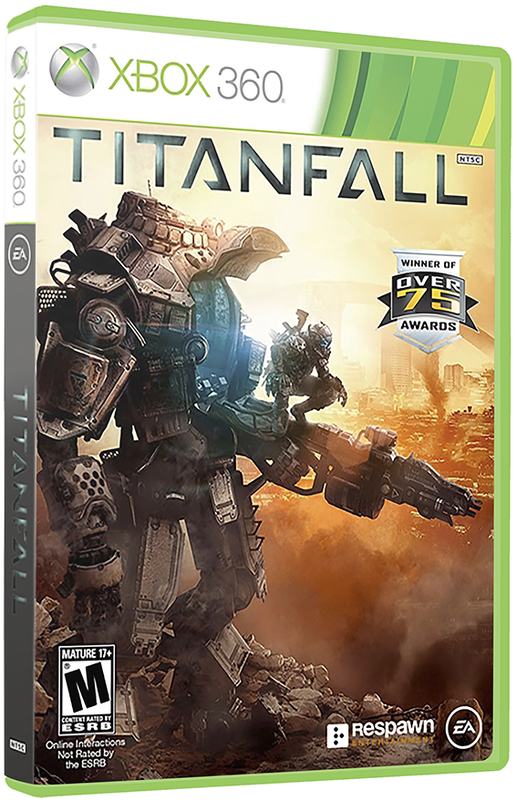 XBOX 360
EA
TITANFALL
NTSC
XBOX 360
TITANFALL
NTSC
WINNER OF
OVER
75
AWARDS
MATURE 17+
M
CONTENT RATED BY
ESRB
Online Interactions
Not Rated by
the ESRB
Respawn
ENTERTAINMENT
EA